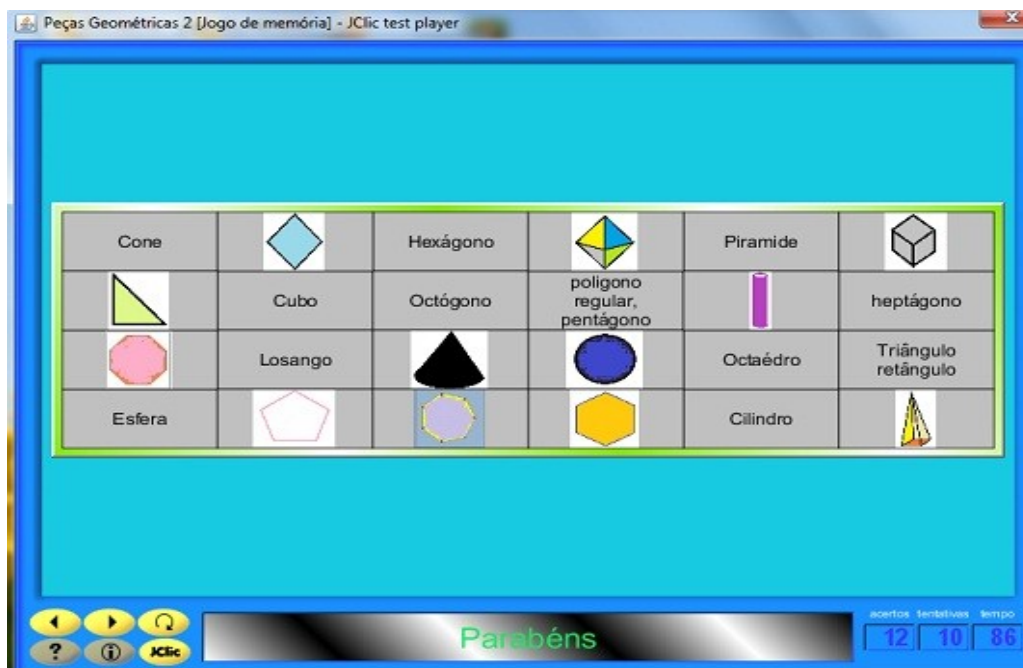 Peças Geométricas 2 [Jogo de memória] - JClic test player
Cone
Hexágono
Piramide
Cubo
Octógono
poligono
regular,
pentágono
heptágono
Losango
Octaédro
Triângulo
retângulo
Esfera
Cilindro
Parabéns
acertos tentativas tempo
12 10 86
? i JClic